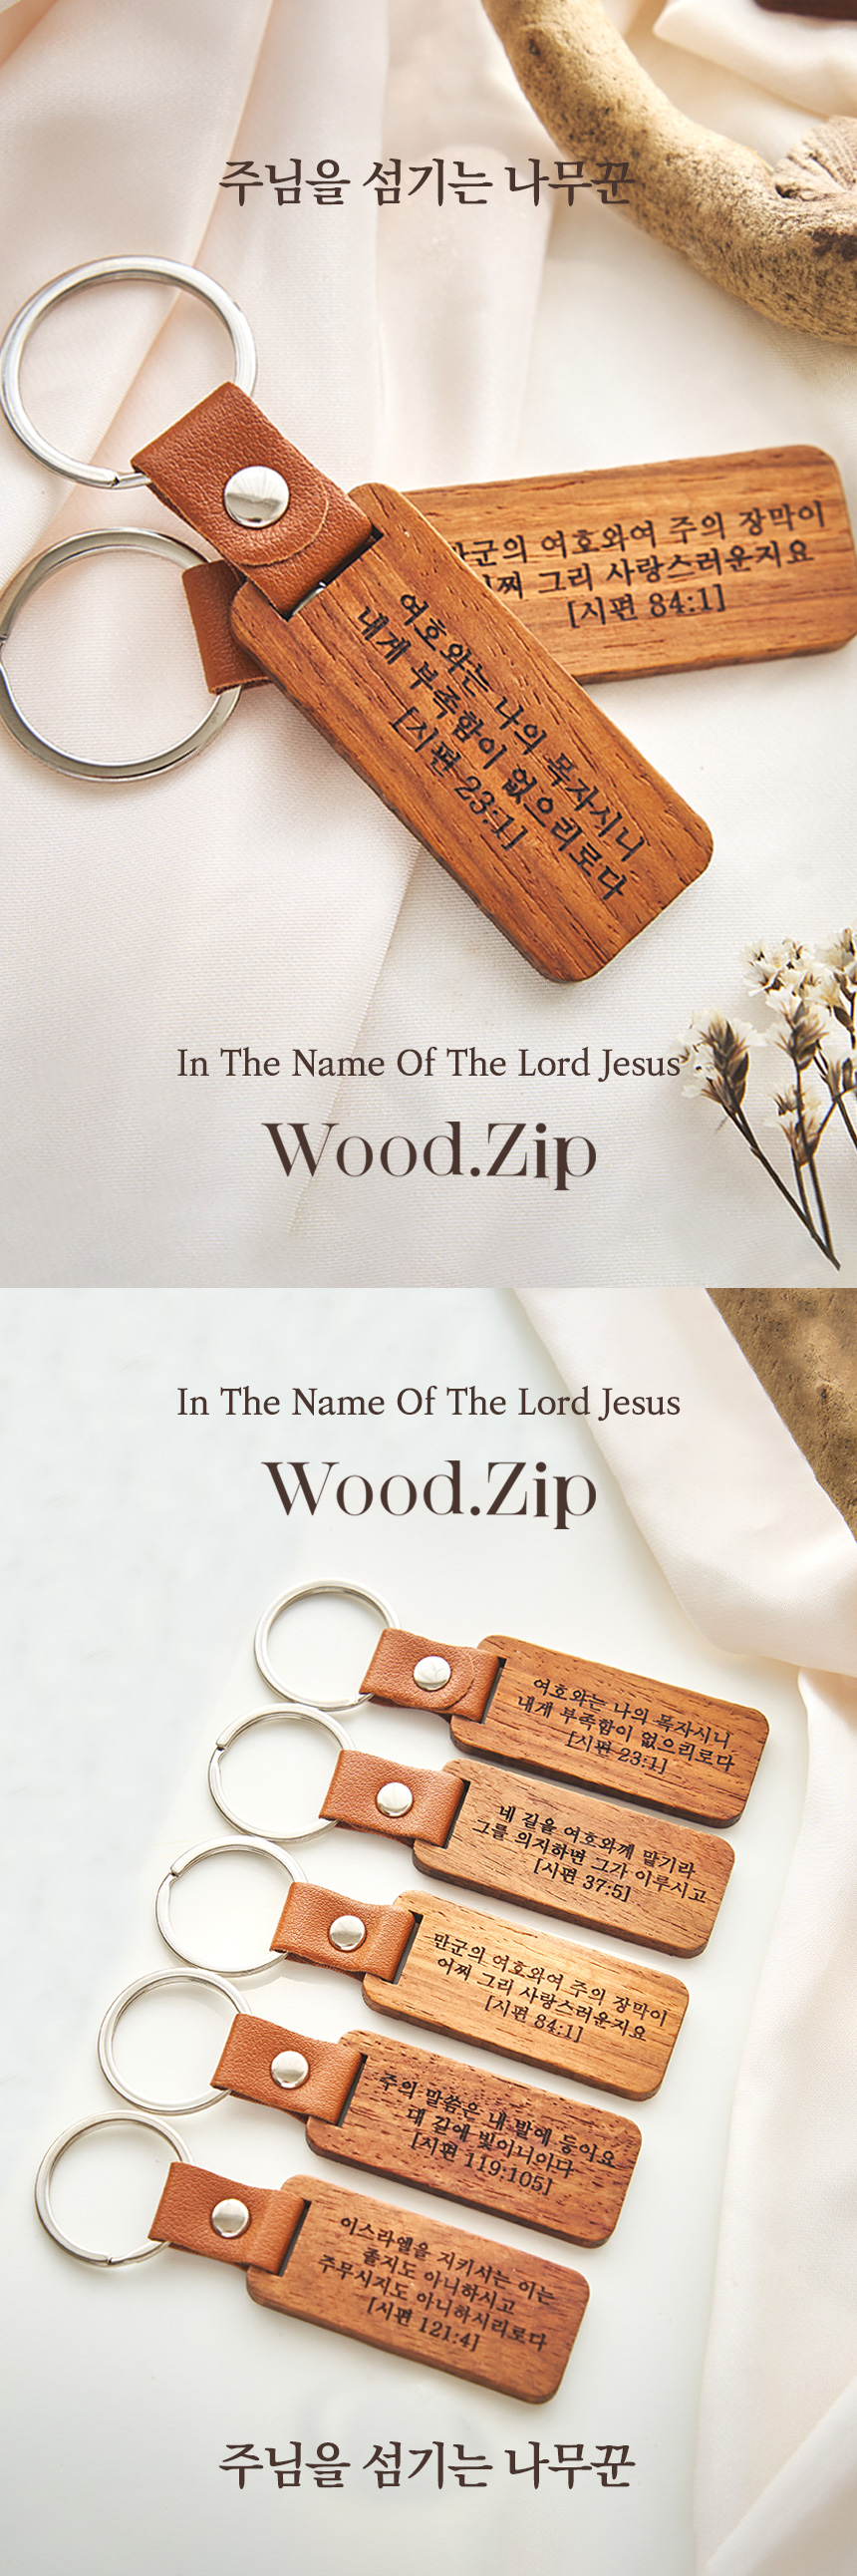 주님을 섬기는 나무꾼
만군의 여호와여 주의 장막이
그리 사랑스러운지요
[시편 84:1]
여호와는 나의 목자시니
내게 부족함이 없으리로다
[시편 23:1]
In The Name Of The Lord Jesus
Wood.Zip
In The Name Of The Lord Jesus
Wood.Zip
여호와는 나의 목자시니
내게 부족함이 없으리로다
[시편 23:1]
네 길을 여호와께 맡기라
그를 의지하면 그가 이루시고
[시편 37:5]
만군의 여호와여 주의 장막이
어찌 그리 사랑스러운지요
[시편 84:1]
주의 말씀은 내 발에 등이요
내 길에 빛이니이다
[시편 119:105]
이스라엘을 지키시는 이는
졸지도 아니하시고
주무시지도 아니하시리로다
[시편 121:4]
주님을 섬기는 나무꾼